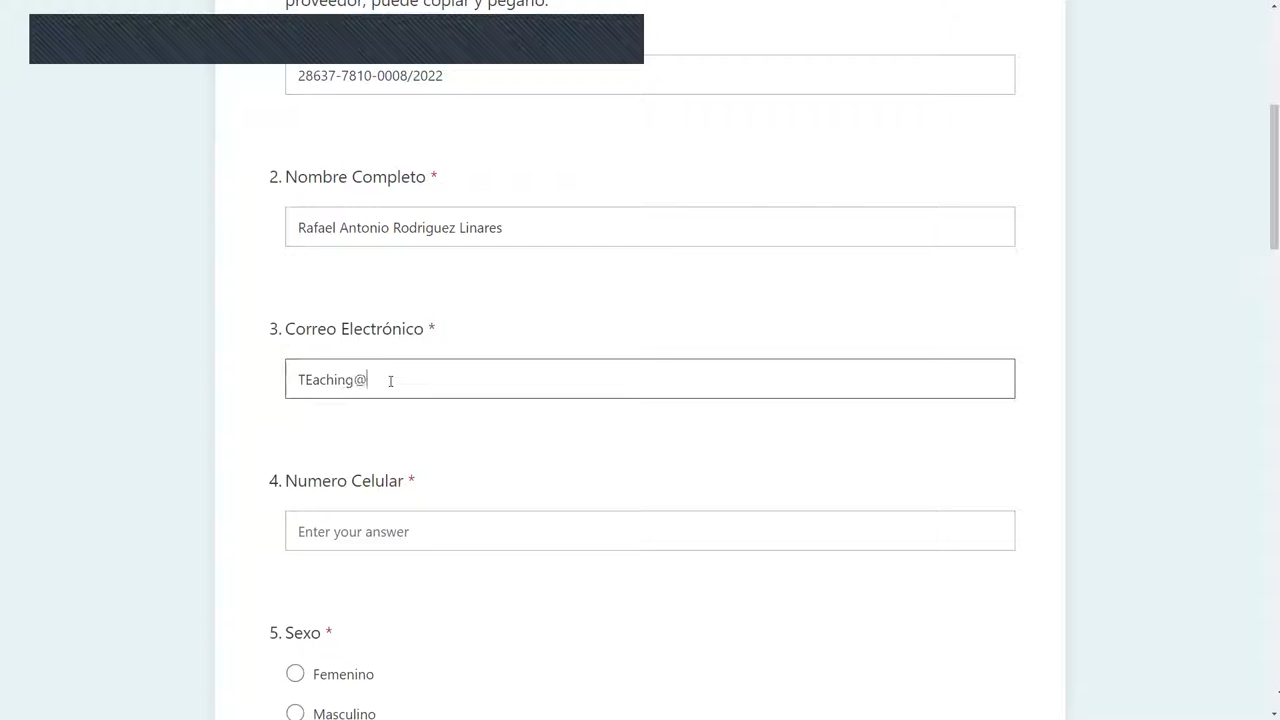 proveedor, puede copiar y pegarlo.
28637-7810-0008/2022
2. Nombre Completo *
Rafael Antonio Rodriguez Linares
3. Correo Electrónico *
TEaching@
4. Numero Celular *
Enter your answer
5. Sexo *
Femenino
Masculino